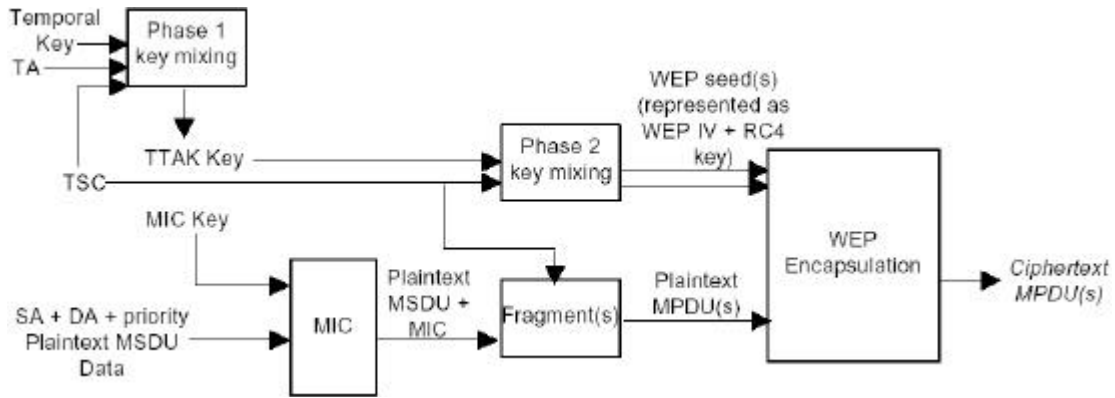 Temporal
Key
TA
Phase 1
key mixing
TTAK Key
TSC
Phase 2
key mixing
WEP seed(s)
(represented as
WEP IV + RC4
key)
MIC Key
SA + DA + priority
Plaintext MSDU
Data
MIC
Plaintext
MSDU +
MIC
Fragment(s)
Plaintext
MPDU(s)
WEP
Encapsulation
Ciphertext
MPDU(s)